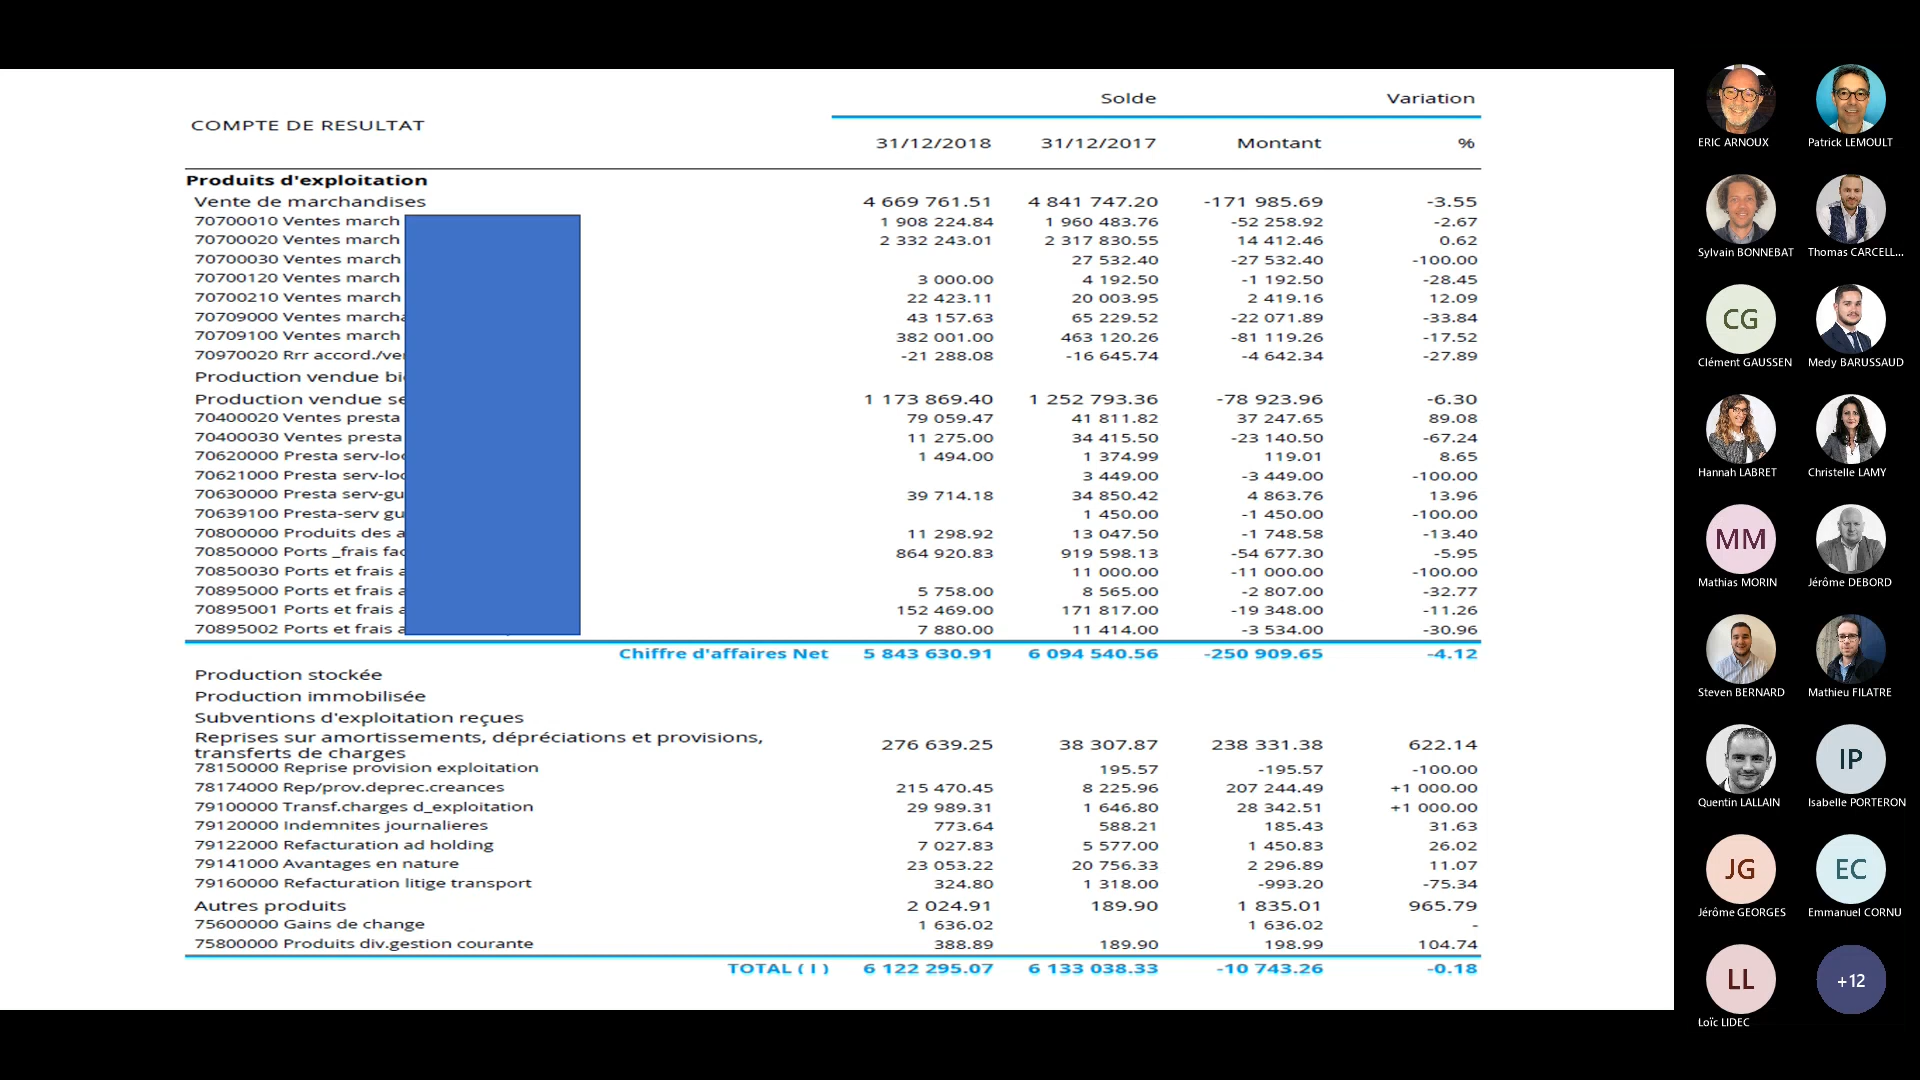 Solde Variation
COMPTE DE RESULTAT
31/12/2018 31/12/2017 Montant %
Produits d'exploitation
Vente de marchandises 4 669 761.51 4 841 747.20 -171 985.69 -3.55
70700010 Ventes march 1 908 224.84 1 960 483.76 -52 258.92 -2.67
70700020 Ventes march 2 332 243.01 2 317 830.55 14 412.46 0.62
70700030 Ventes march 27 532.40 -27 532.40 -100.00
70700120 Ventes march 3 000.00 4 192.50 -1 192.50 -28.45
70700210 Ventes march 22 423.11 20 003.95 2 419.16 12.09
70709000 Ventes marcha 43 157.63 65 229.52 -22 071.89 -33.84
70709100 Ventes march 382 001.00 463 120.26 -81 119.26 -17.52
70970020 Rrr accord./ve -21 288.08 -16 645.74 -4 642.34 -27.89
Production vendue bi
Production vendue se 1 173 869.40 1 252 793.36 -78 923.96 -6.30
70400020 Ventes presta 79 059.47 41 811.82 37 247.65 89.08
70400030 Ventes presta 11 275.00 34 415.50 -23 140.50 -67.24
70620000 Presta serv-loc 1 494.00 1 374.99 119.01 8.65
70621000 Presta serv-loc 3 449.00 -3 449.00 -100.00
70630000 Presta serv-gu 39 714.18 34 850.42 4 863.76 13.96
70639100 Presta-serv gu 1 450.00 -1 450.00 -100.00
70800000 Produits des a 11 298.92 13 047.50 -1 748.58 -13.40
70850000 Ports _frais fac 864 920.83 919 598.13 -54 677.30 -5.95
70850030 Ports et frais a 11 000.00 -11 000.00 -100.00
70895000 Ports et frais a 5 758.00 8 565.00 -2 807.00 -32.77
70895001 Ports et frais a 152 469.00 171 817.00 -19 348.00 -11.26
70895002 Ports et frais a 7 880.00 11 414.00 -3 534.00 -30.96
Chiffre d'affaires Net 5 843 630.91 6 094 540.56 -250 909.65 -4.12
Production stockée
Production immobilisée
Subventions d'exploitation reçues
Reprises sur amortissements, dépréciations et provisions,
transferts de charges 276 639.25 38 307.87 238 331.38 622.14
78150000 Reprise provision exploitation 195.57 -195.57 -100.00
78174000 Rep/prov.deprec.creances 215 470.45 8 225.96 207 244.49 +1 000.00
79100000 Transf.charges d_exploitation 29 989.31 1 646.80 28 342.51 +1 000.00
79120000 Indemnites journalieres 773.64 588.21 185.43 31.63
79122000 Refacturation ad holding 7 027.83 5 577.00 1 450.83 26.02
79141000 Avantages en nature 23 053.22 20 756.33 2 296.89 11.07
79160000 Refacturation litige transport 324.80 1 318.00 -993.20 -75.34
Autres produits 2 024.91 189.90 1 835.01 965.79
75600000 Gains de change 1 636.02 1 636.02 -
75800000 Produits div.gestion courante 388.89 189.90 198.99 104.74
TOTAL ( I ) 6 122 295.07 6 133 038.33 -10 743.26 -0.18
ERIC ARNOUX Patrick LEMOULT
Sylvain BONNEBAT Thomas CARCELL...
CG
Clément GAUSSEN Medy BARUSSAUD
Hannah LABRET Christelle LAMY
MM
Mathias MORIN Jérôme DEBORD
Steven BERNARD Mathieu FILATRE
IP
Quentin LALLAIN Isabelle PORTERON
JG EC
Jérôme GEORGES Emmanuel CORNU
LL +12
Loïc LIDEC